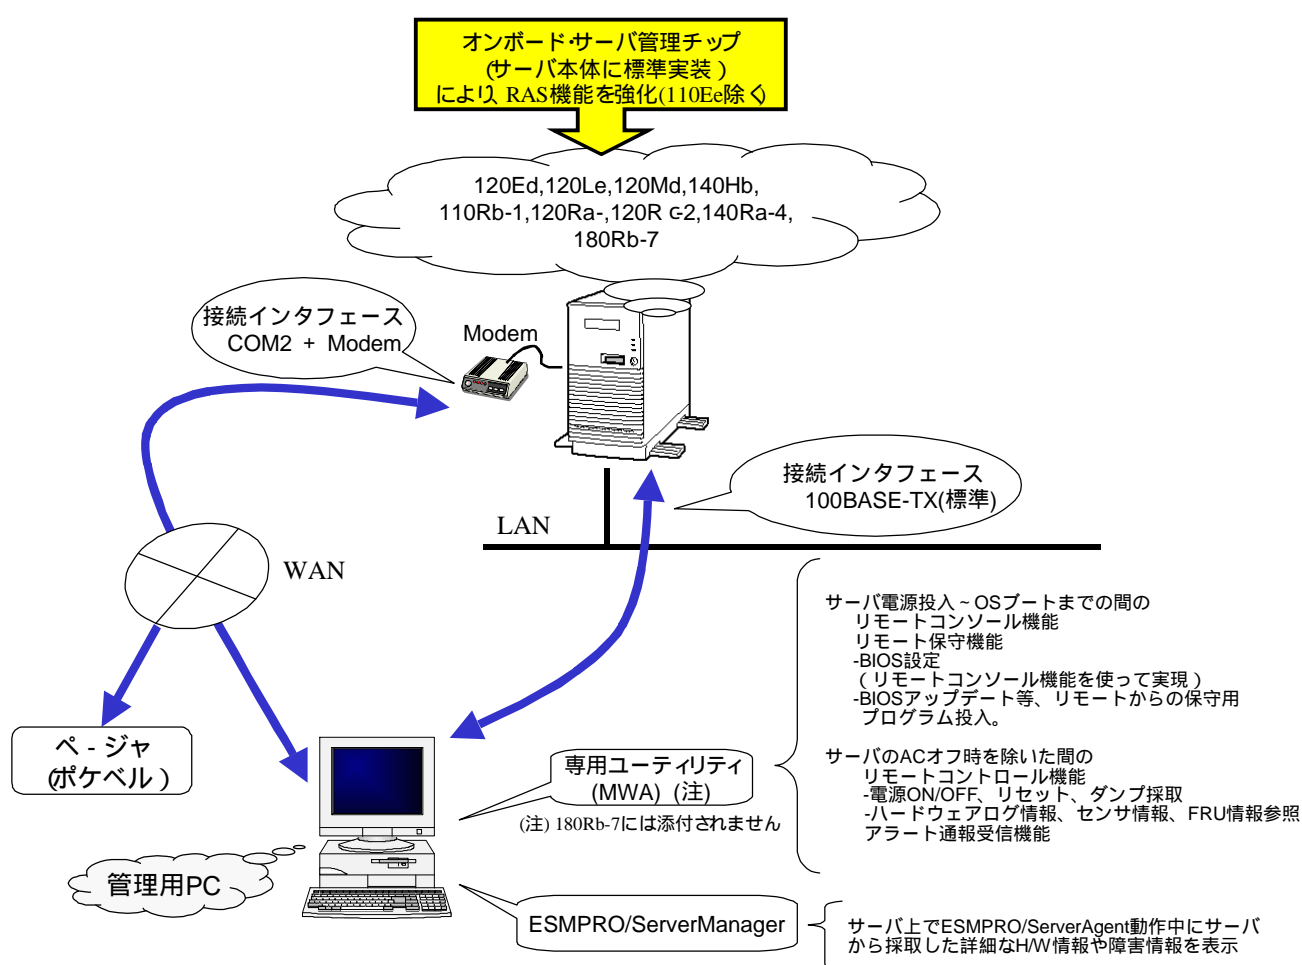 オンボード・サーバ管理チップ
(サーバ本体に標準実装)
により、RAS機能を強化(110Ee除く)
120Ed,120Le,120Md,140Hb,
110Rb-1,120Ra-,120Rc-2,140Ra-4,
180Rb-7
接続インタフェース
COM2 + Modem
Modem
接続インタフェース
100BASE-TX(標準)
LAN
WAN
サーバ電源投入~OSブートまでの間の
リモートコンソール機能
リモート保守機能
-BIOS設定
(リモートコンソール機能を使って実現)
-BIOSアップデート等、リモートからの保守用
プログラム投入。
ペ-ジャ
(ポケベル)
専用ユーティリティ
(MWA) (注)
(注) 180Rb-7には添付されません
サーバのACオフ時を除いた間の
リモートコントロール機能
-電源ON/OFF、リセット、ダンプ採取
-ハードウェアログ情報、センサ情報、FRU情報参照
アラート通報受信機能
管理用PC
ESMPRO/ServerManager
サーバ上でESMPRO/ServerAgent動作中にサーバ
から採取した詳細なH/W情報や障害情報を表示